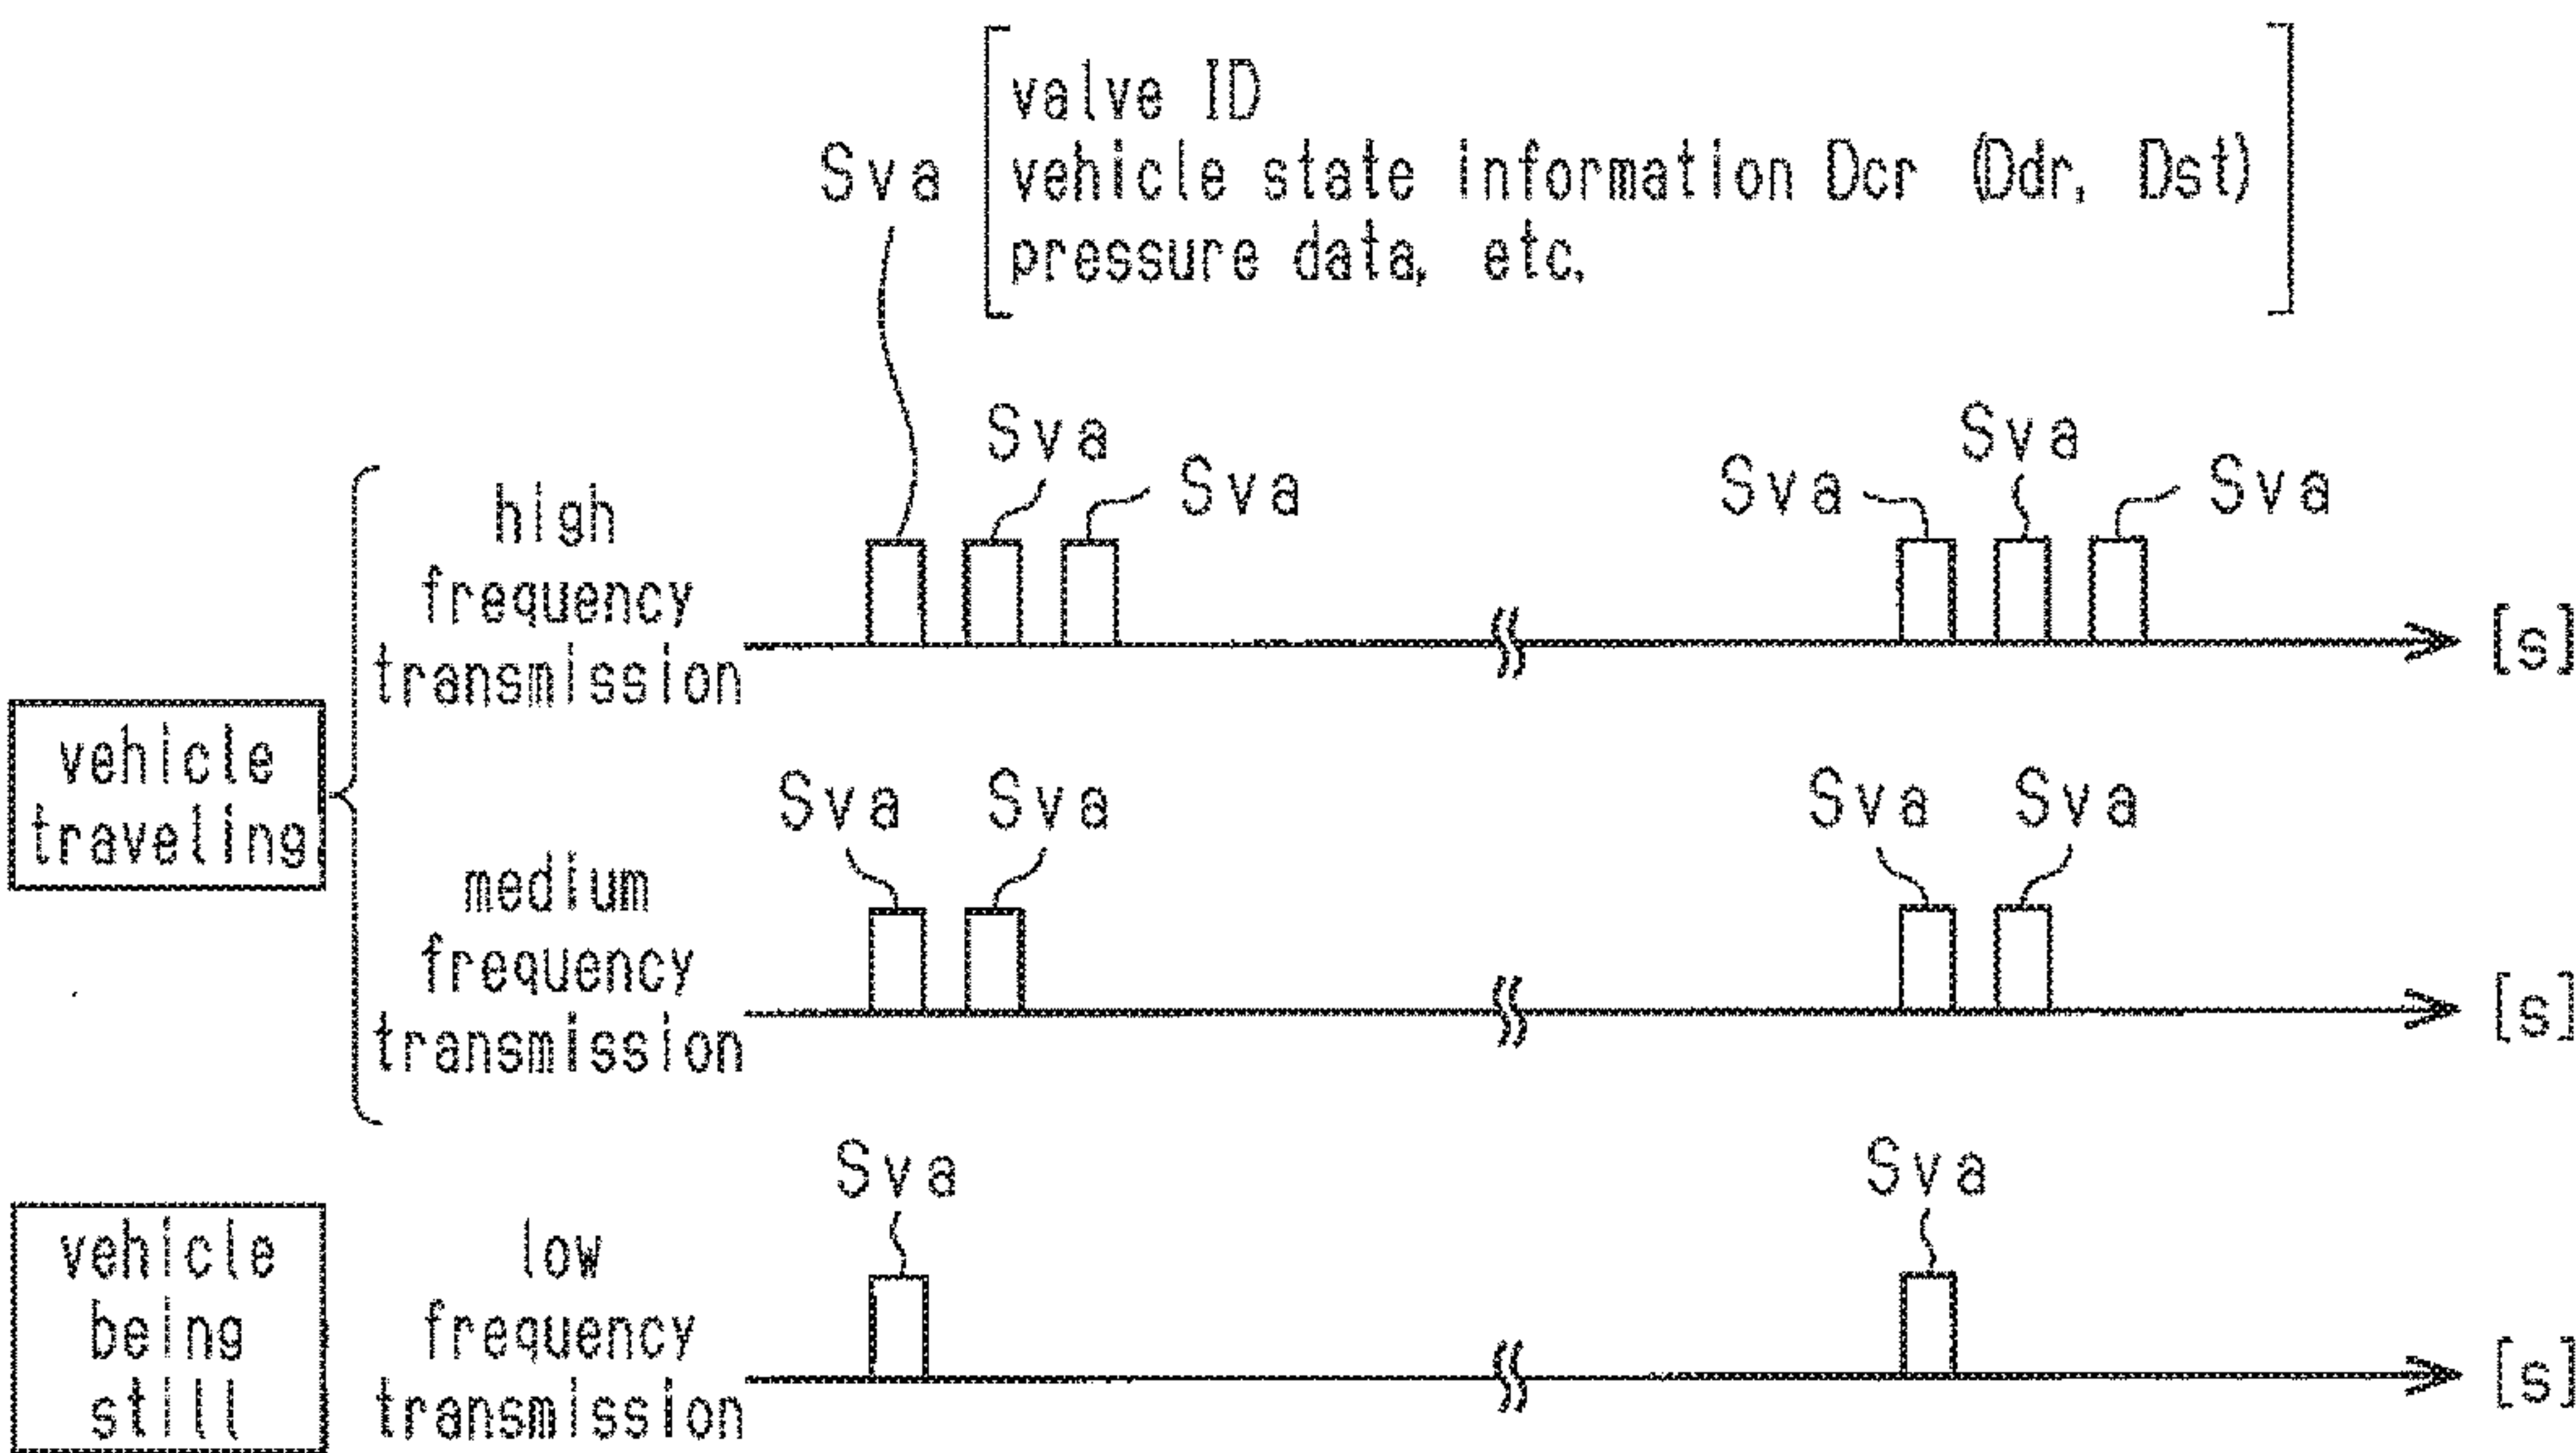 valve ID
Sva vehicle state information Dcr (Ddr, Dst)
pressure data, etc.
Sva Sva
Sva Sva Sva
high
frequency
transmission
[s]
vehicle
traveling
Sva Sva Sva Sva
medium
frequency
transmission
[s]
Sva Sva
vehicle
being
still
low
frequency
transmission
[s]